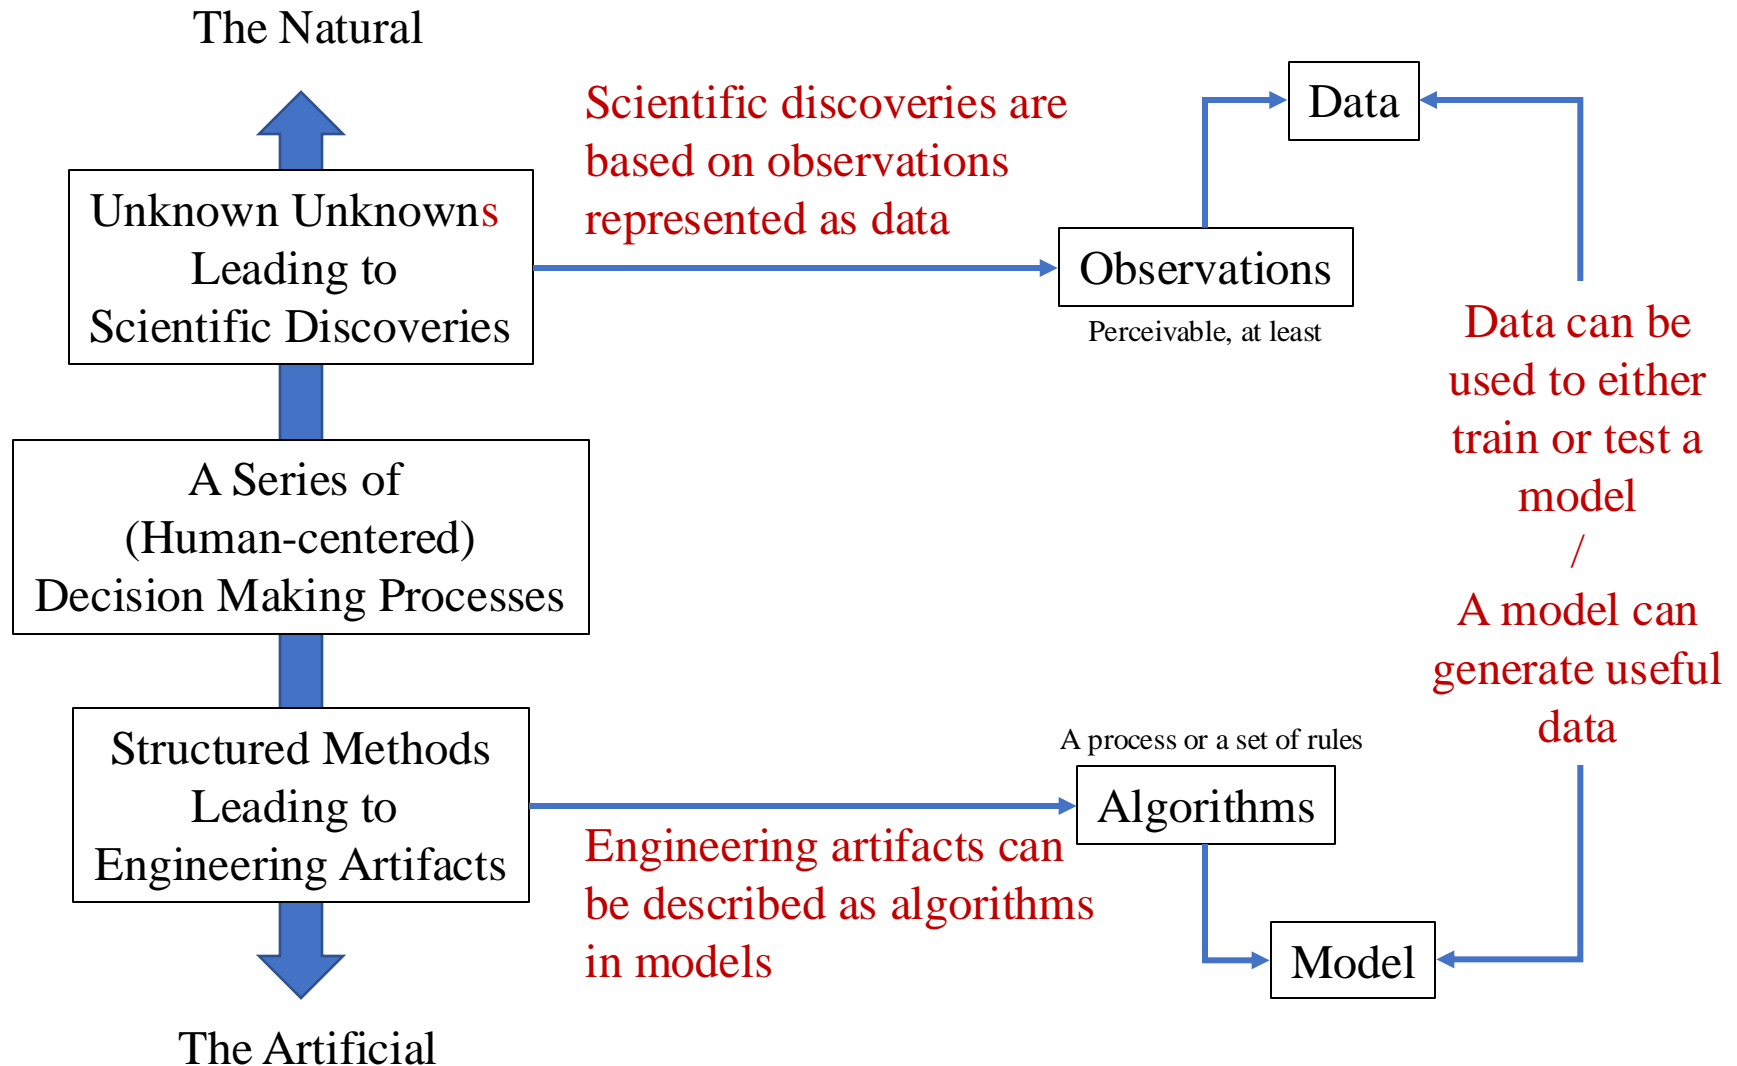 The Natural
Unknown Unknowns
Leading to
Scientific Discoveries
A Series of
(Human-centered)
Decision Making Processes
Structured Methods
Leading to
Engineering Artifacts
The Artificial
Scientific discoveries are
based on observations
represented as data
Data
Observations
Perceivable, at least
Data can be
used to either
train or test a
model
/
A model can
generate useful
data
A process or a set of rules
Algorithms
Engineering artifacts can
be described as algorithms
in models
Model